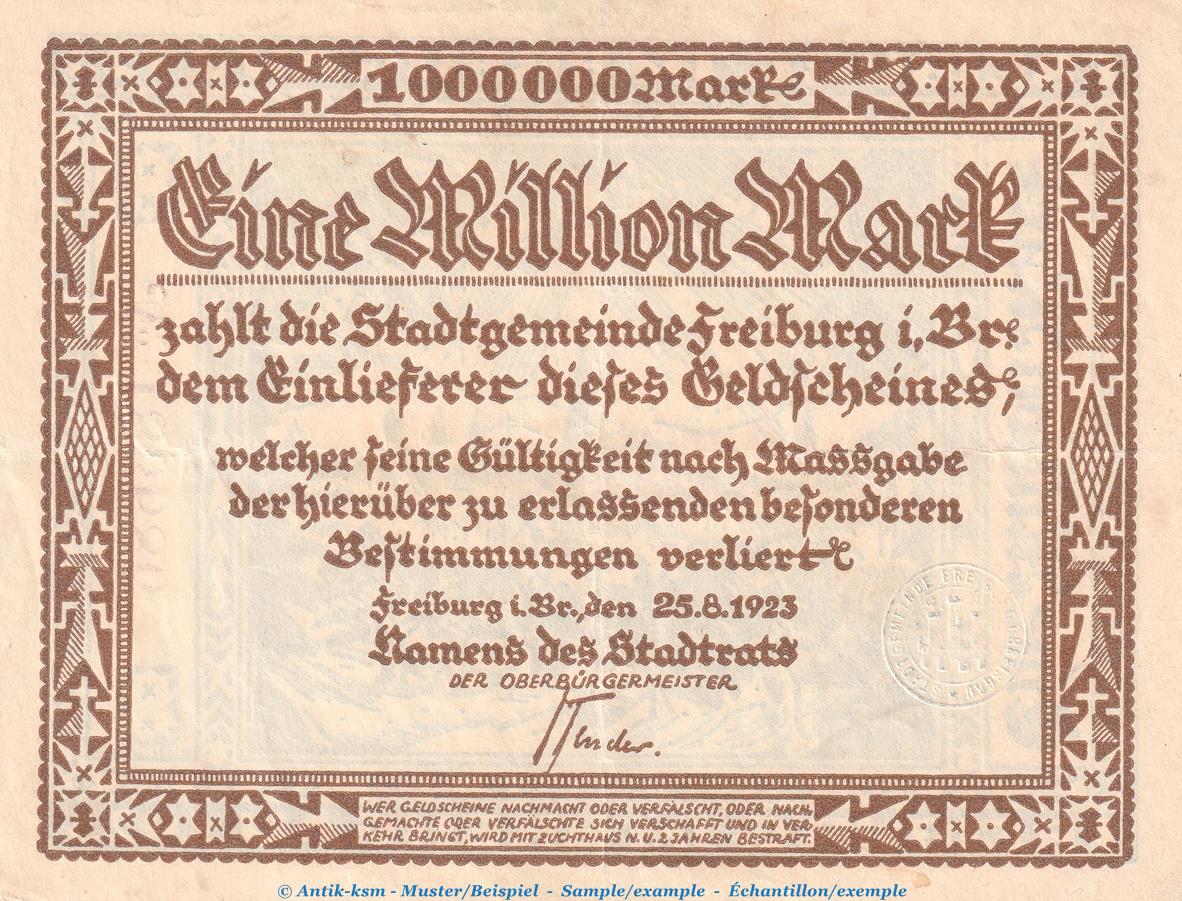 1000000 Mark
Eine Million Mark
zahlt die Stadtgemeinde Freiburg i, Br.
dem Einlieferer dieses Geldscheines,
welcher seine Gültigkeit nach Massgabe
der hierüber zu erlassenden besonderen
Bestimmungen verliert
Freiburg i. Br., den 25.8.1923
Namens des Stadtrats
DER OBERBÜRGERMEISTER
STADTGEMEINDE FREIBURG BREISGAU
WER GELDSCHEINE NACHMACHT ODER VERFÄLSCHT, ODER NACH-
GEMACHTE ODER VERFÄLSCHTE SICH VERSCHAFFT UND IN VER-
KEHR BRINGT, WIRD MIT ZUCHTHAUS N. U. 2 JAHREN BESTRAFT.
© Antik-ksm - Muster/Beispiel - Sample/example - Échantillon/exemple